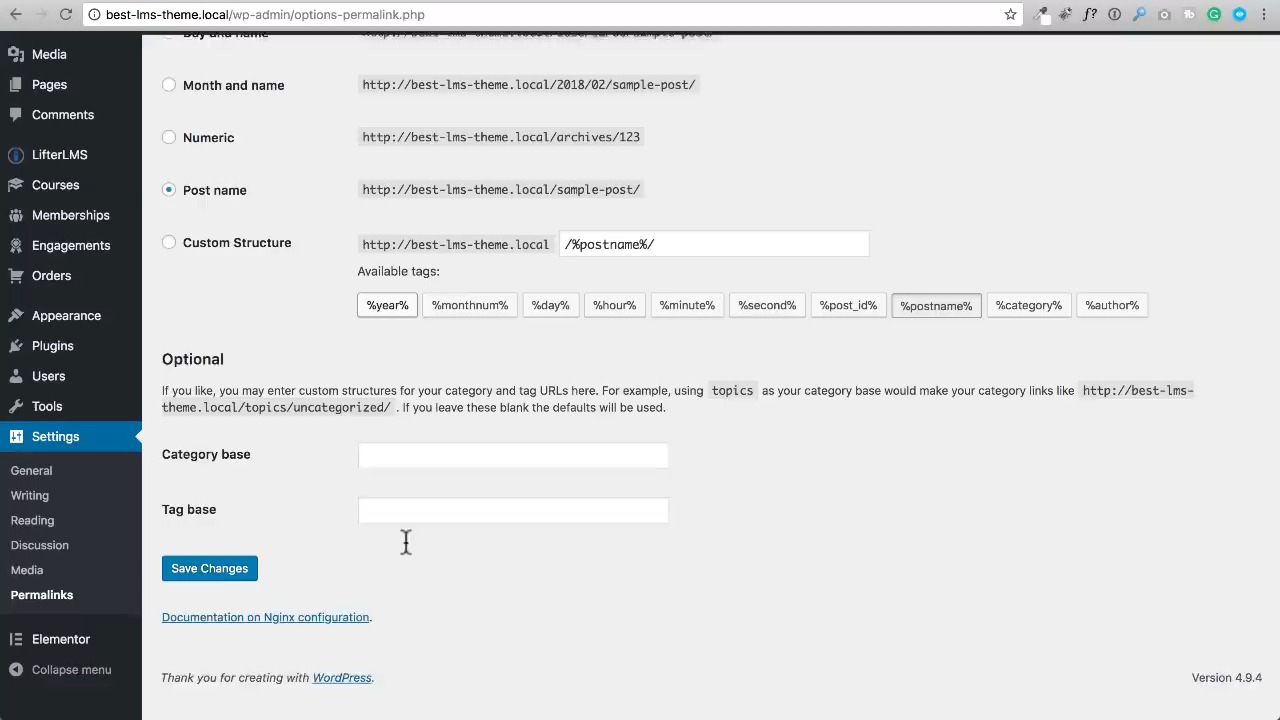 best-lms-theme.local/wp-admin/options-permalink.php
Media
Pages
Comments
LifterLMS
Courses
Memberships
Engagements
Orders
Appearance
Plugins
Users
Tools
Settings
General
Writing
Reading
Discussion
Media
Permalinks
Elementor
Collapse menu
Day and name
Month and name http://best-lms-theme.local/2018/02/sample-post/
Numeric http://best-lms-theme.local/archives/123
Post name http://best-lms-theme.local/sample-post/
Custom Structure http://best-lms-theme.local /%postname%/
Available tags:
%year% %monthnum% %day% %hour% %minute% %second% %post_id% %postname% %category% %author%
Optional
If you like, you may enter custom structures for your category and tag URLs here. For example, using topics as your category base would make your category links like http://best-lms-
theme.local/topics/uncategorized/ . If you leave these blank the defaults will be used.
Category base
Tag base
Save Changes
Documentation on Nginx configuration.
Thank you for creating with WordPress. Version 4.9.4